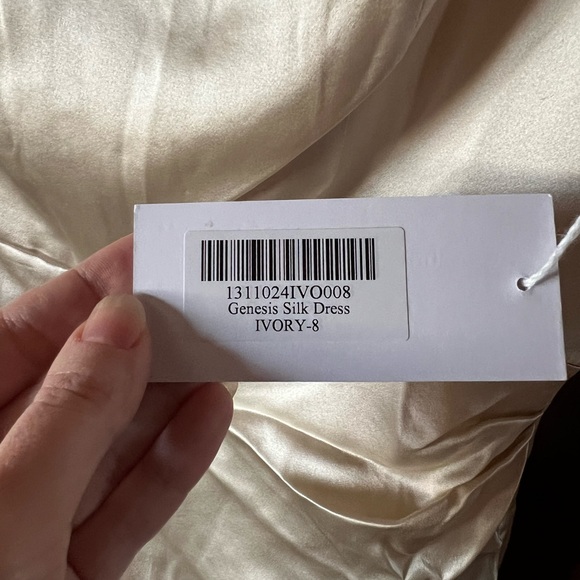 1311024IVO008
Genesis Silk Dress
IVORY-8